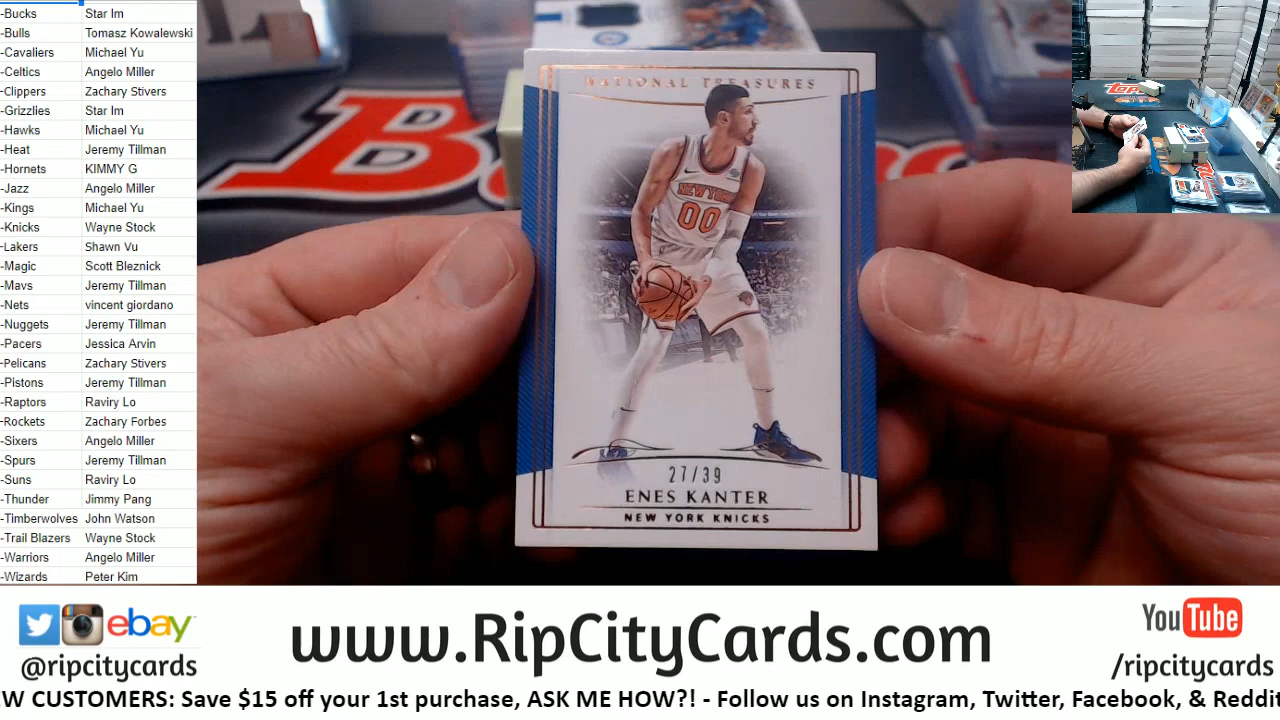 -Bucks Star Im
-Bulls Tomasz Kowalewski
-Cavaliers Michael Yu
-Celtics Angelo Miller
-Clippers Zachary Stivers
-Grizzlies Star Im
-Hawks Michael Yu
-Heat Jeremy Tillman
-Hornets KIMMY G
-Jazz Angelo Miller
-Kings Michael Yu
-Knicks Wayne Stock
-Lakers Shawn Vu
-Magic Scott Bleznick
-Mavs Jeremy Tillman
-Nets vincent giordano
-Nuggets Jeremy Tillman
-Pacers Jessica Arvin
-Pelicans Zachary Stivers
-Pistons Jeremy Tillman
-Raptors Raviry Lo
-Rockets Zachary Forbes
-Sixers Angelo Miller
-Spurs Jeremy Tillman
-Suns Raviry Lo
-Thunder Jimmy Pang
-Timberwolves John Watson
-Trail Blazers Wayne Stock
-Warriors Angelo Miller
-Wizards Peter Kim
NATIONAL TREASURES
NEW YORK
00
27/39
ENES KANTER
NEW YORK KNICKS
Topps
ebay
@ripcitycards
www.RipCityCards.com
YouTube
/ripcitycards
EW CUSTOMERS: Save $15 off your 1st purchase, ASK ME HOW?! - Follow us on Instagram, Twitter, Facebook, & Reddit